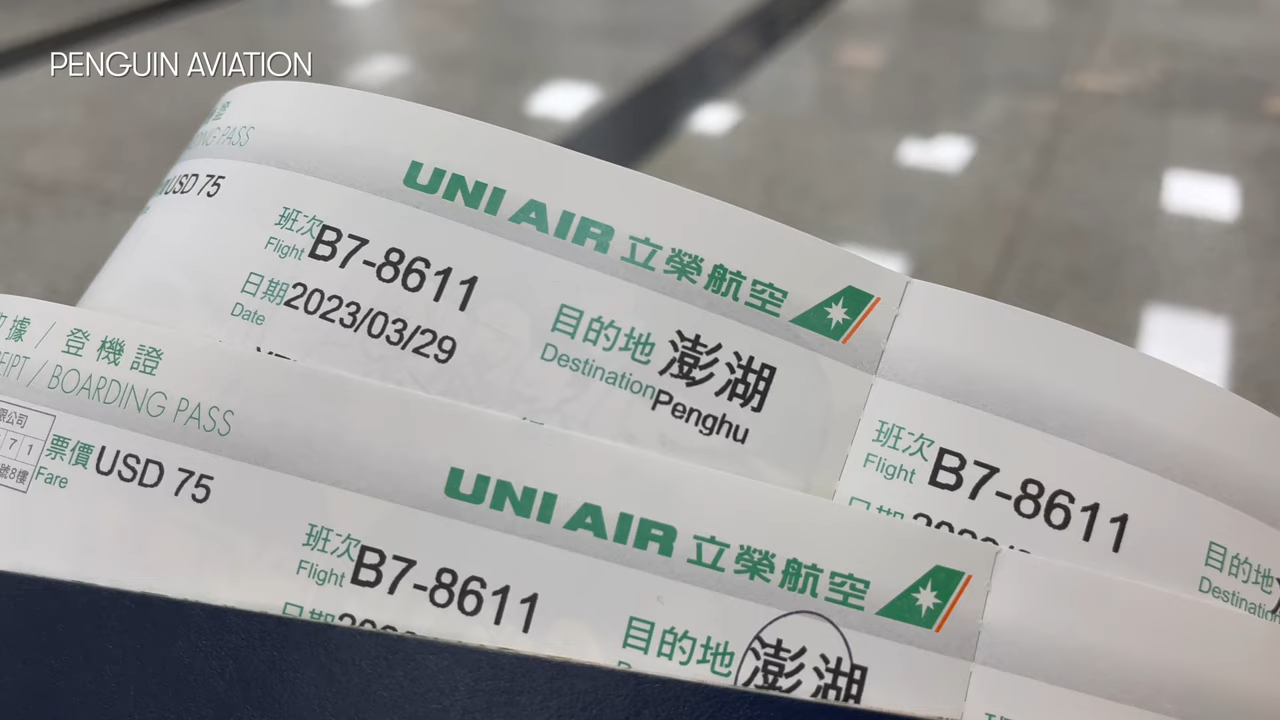 PENGUIN AVIATION
UNI AIR 立榮航空
USD 75
班次 B7-8611
Flight
日期 2023/03/29
Date
目的地 澎湖
Destination Penghu
班次 B7-8611
Flight
目的地
登機證
/ BOARDING PASS
票價 USD 75
Fare
UNI AIR 立榮航空
班次 B7-8611
Flight
目的地 澎湖